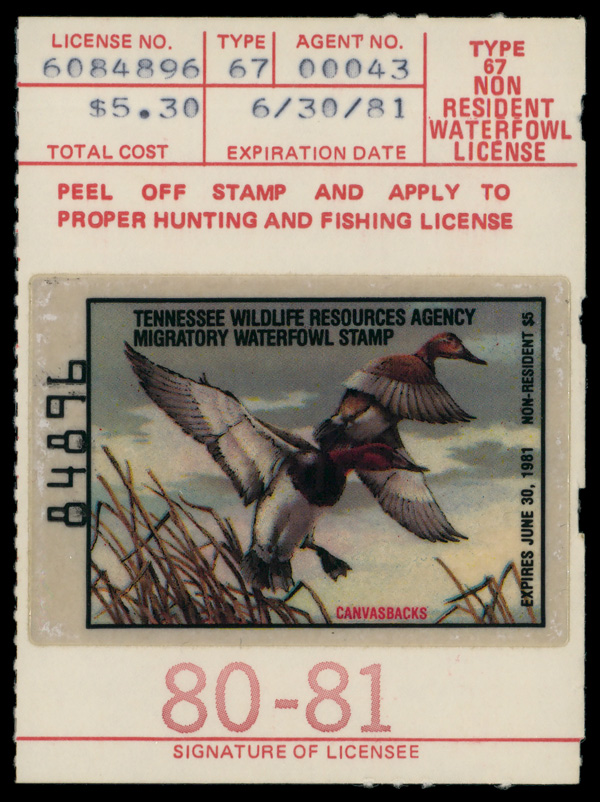 LICENSE NO. TYPE AGENT NO.
6084896 67 00043
$5.30 6/30/81
TOTAL COST EXPIRATION DATE
TYPE
67
NON
RESIDENT
WATERFOWL
LICENSE
PEEL OFF STAMP AND APPLY TO
PROPER HUNTING AND FISHING LICENSE
84896
TENNESSEE WILDLIFE RESOURCES AGENCY
MIGRATORY WATERFOWL STAMP
EXPIRES JUNE 30, 1981 NON-RESIDENT $5
CANVASBACKS
80-81
SIGNATURE OF LICENSEE